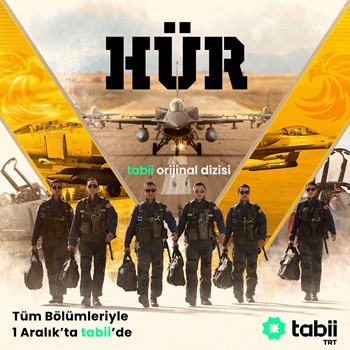 HÜR
tabii orijinal dizisi
Tüm Bölümleriyle
1 Aralık'ta tabii'de
tabii
TRT